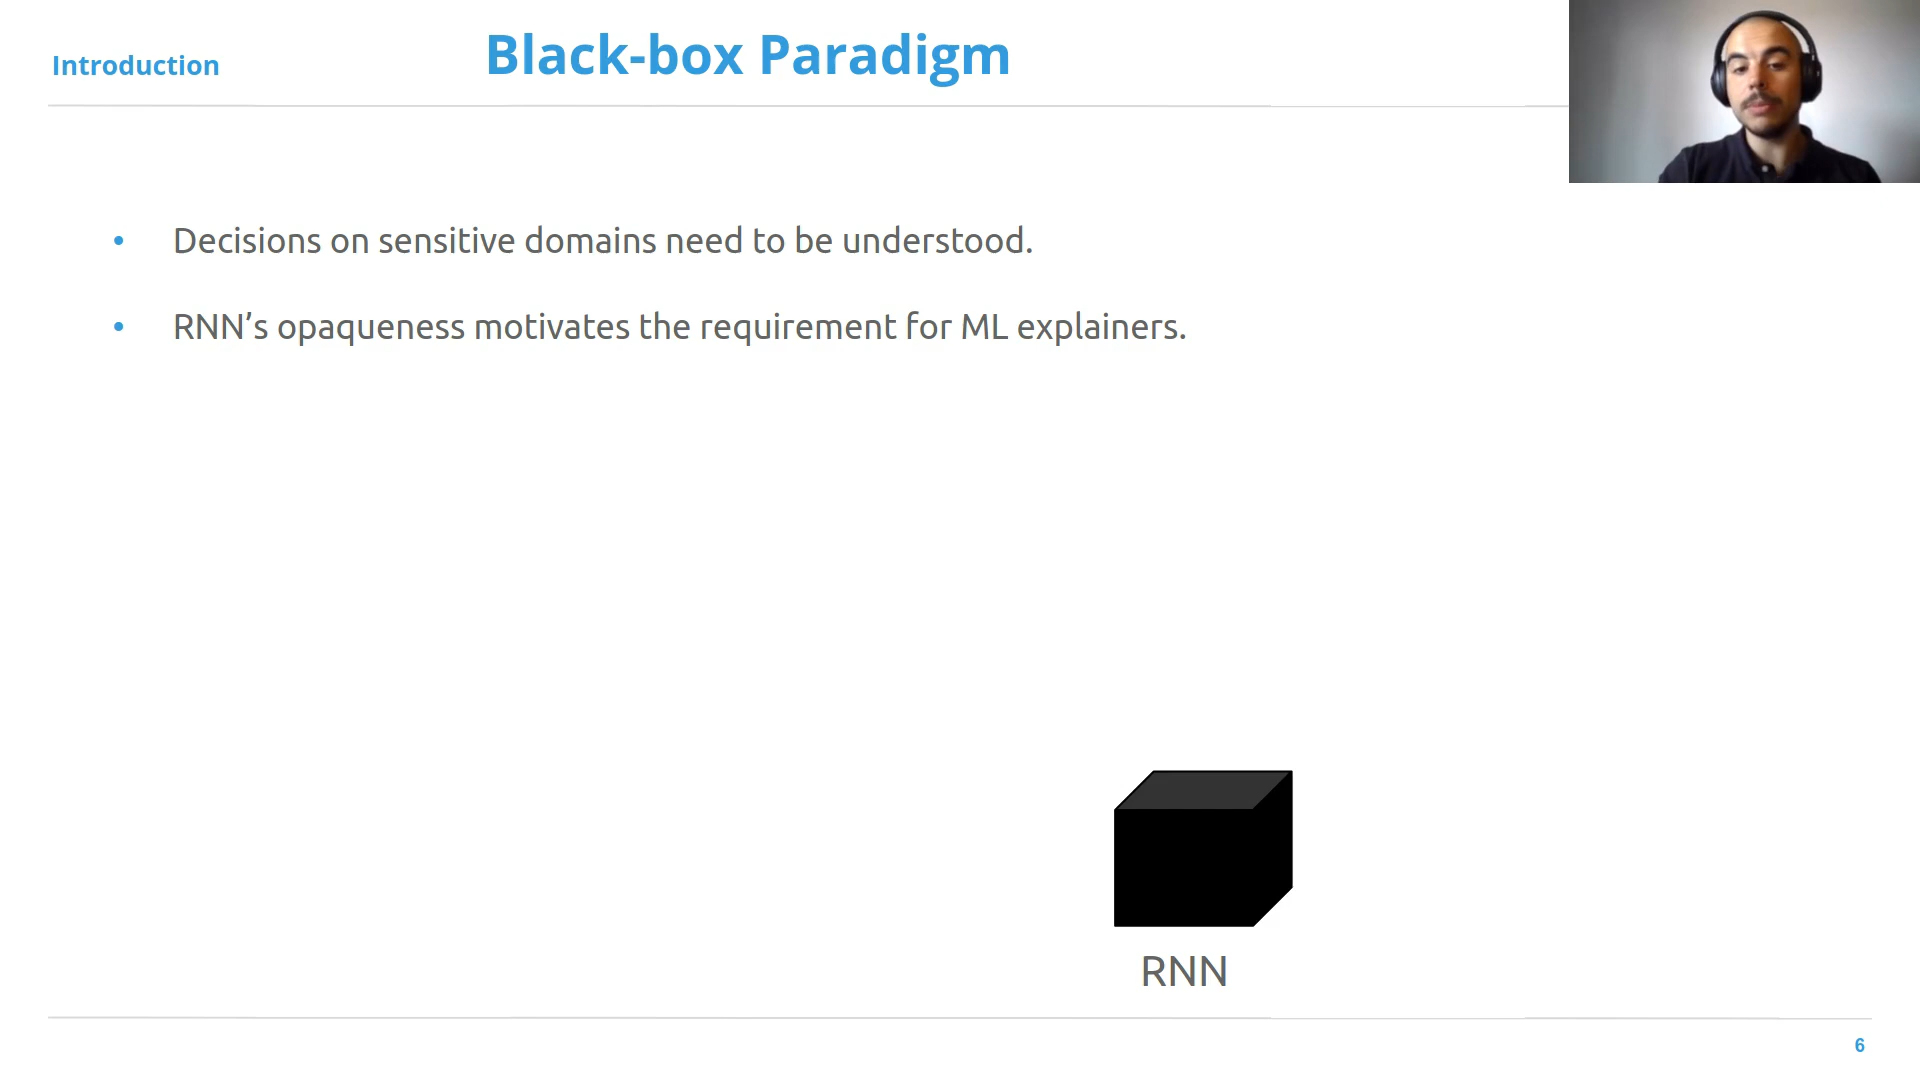 Introduction
Black-box Paradigm
• Decisions on sensitive domains need to be understood.
• RNN’s opaqueness motivates the requirement for ML explainers.
RNN
6